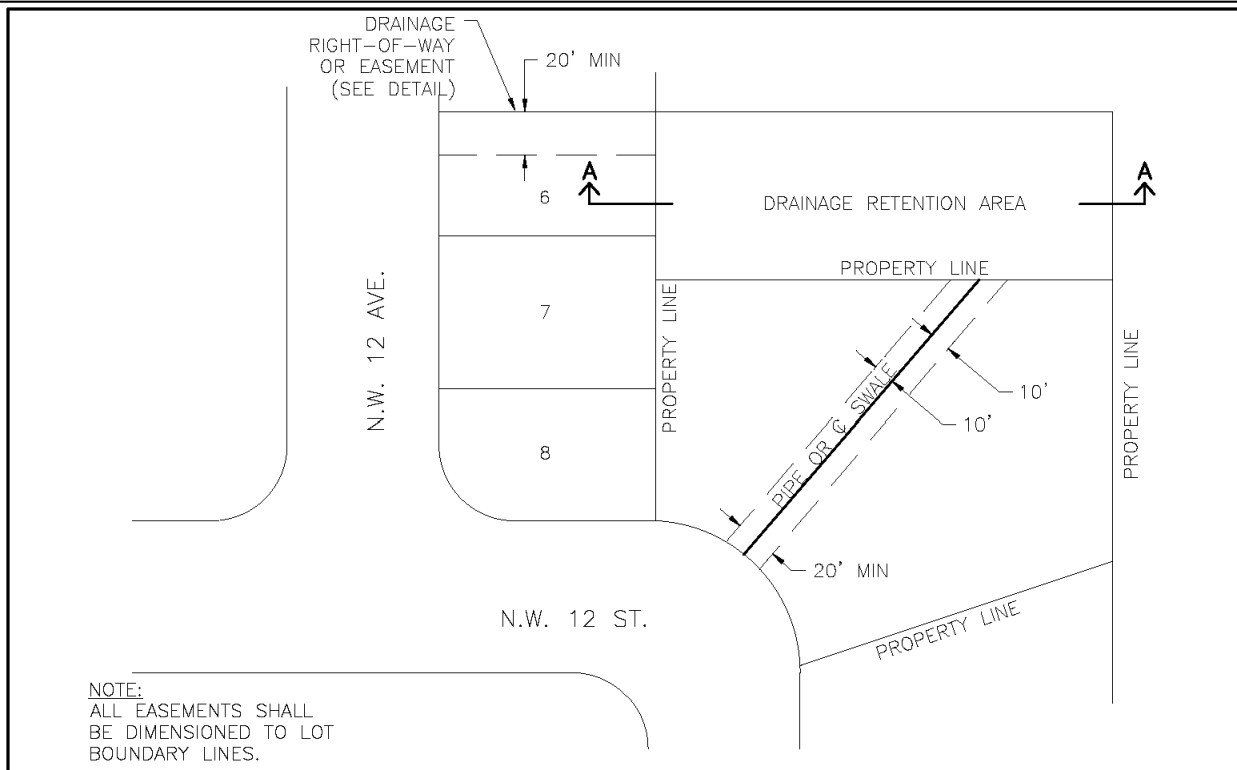 DRAINAGE
RIGHT-OF-WAY
OR EASEMENT
(SEE DETAIL)
20' MIN
A
A
6
DRAINAGE RETENTION AREA
PROPERTY LINE
7
N.W. 12 AVE.
PROPERTY LINE
PROPERTY LINE
10'
10'
PIPE OR ℄ SWALE
8
20' MIN
N.W. 12 ST.
PROPERTY LINE
NOTE:
ALL EASEMENTS SHALL
BE DIMENSIONED TO LOT
BOUNDARY LINES.